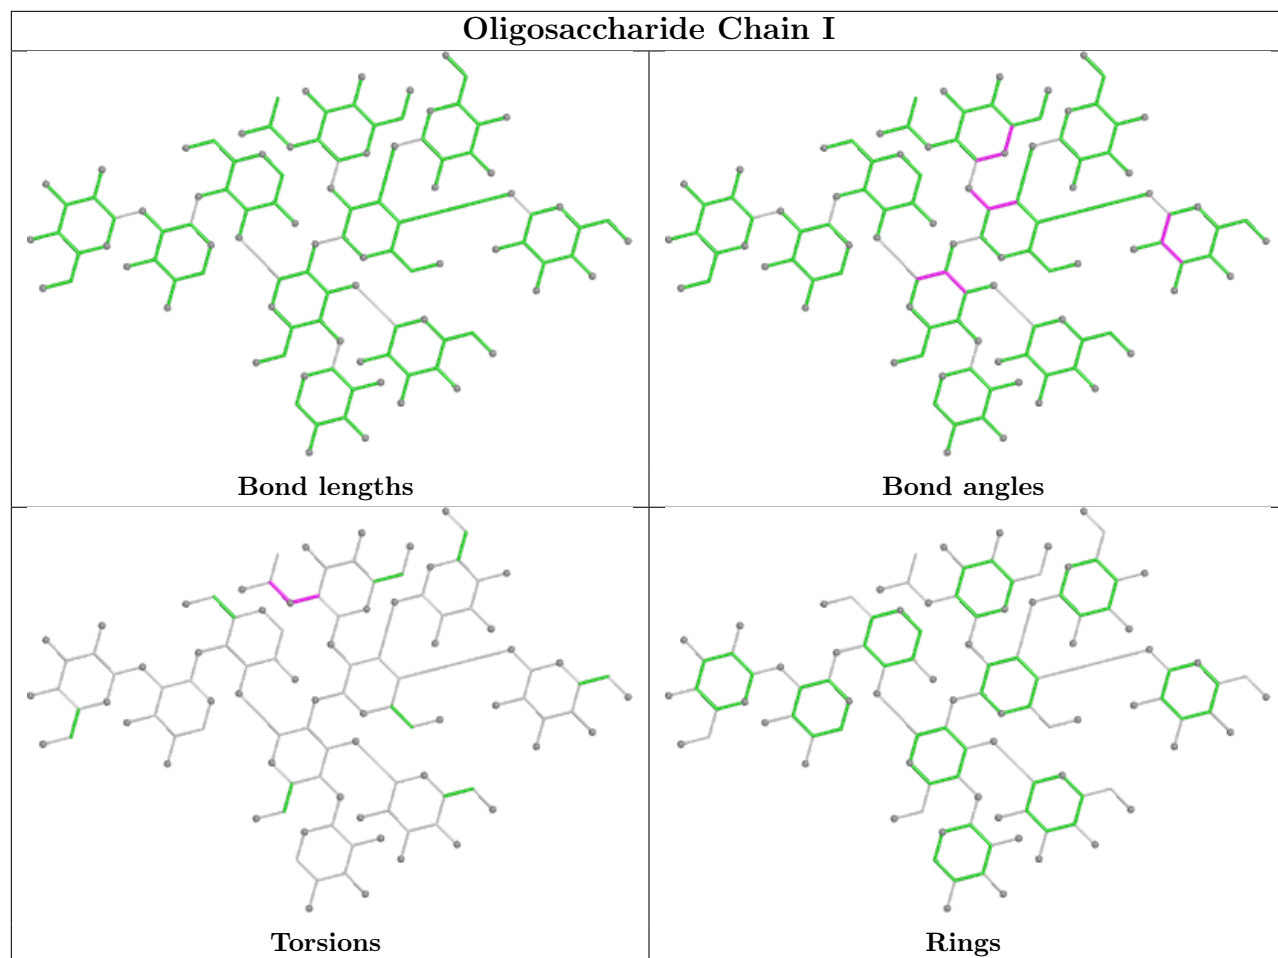 Oligosaccharide Chain I
Bond lengths
Bond angles
Torsions
Rings